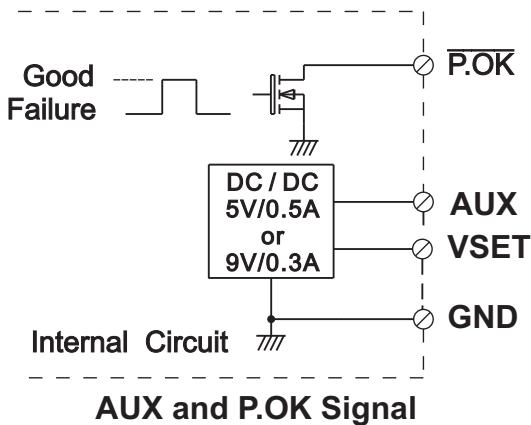 P.OK
Good
Failure
DC / DC
5V/0.5A
or
9V/0.3A
AUX
VSET
GND
Internal Circuit
AUX and P.OK Signal